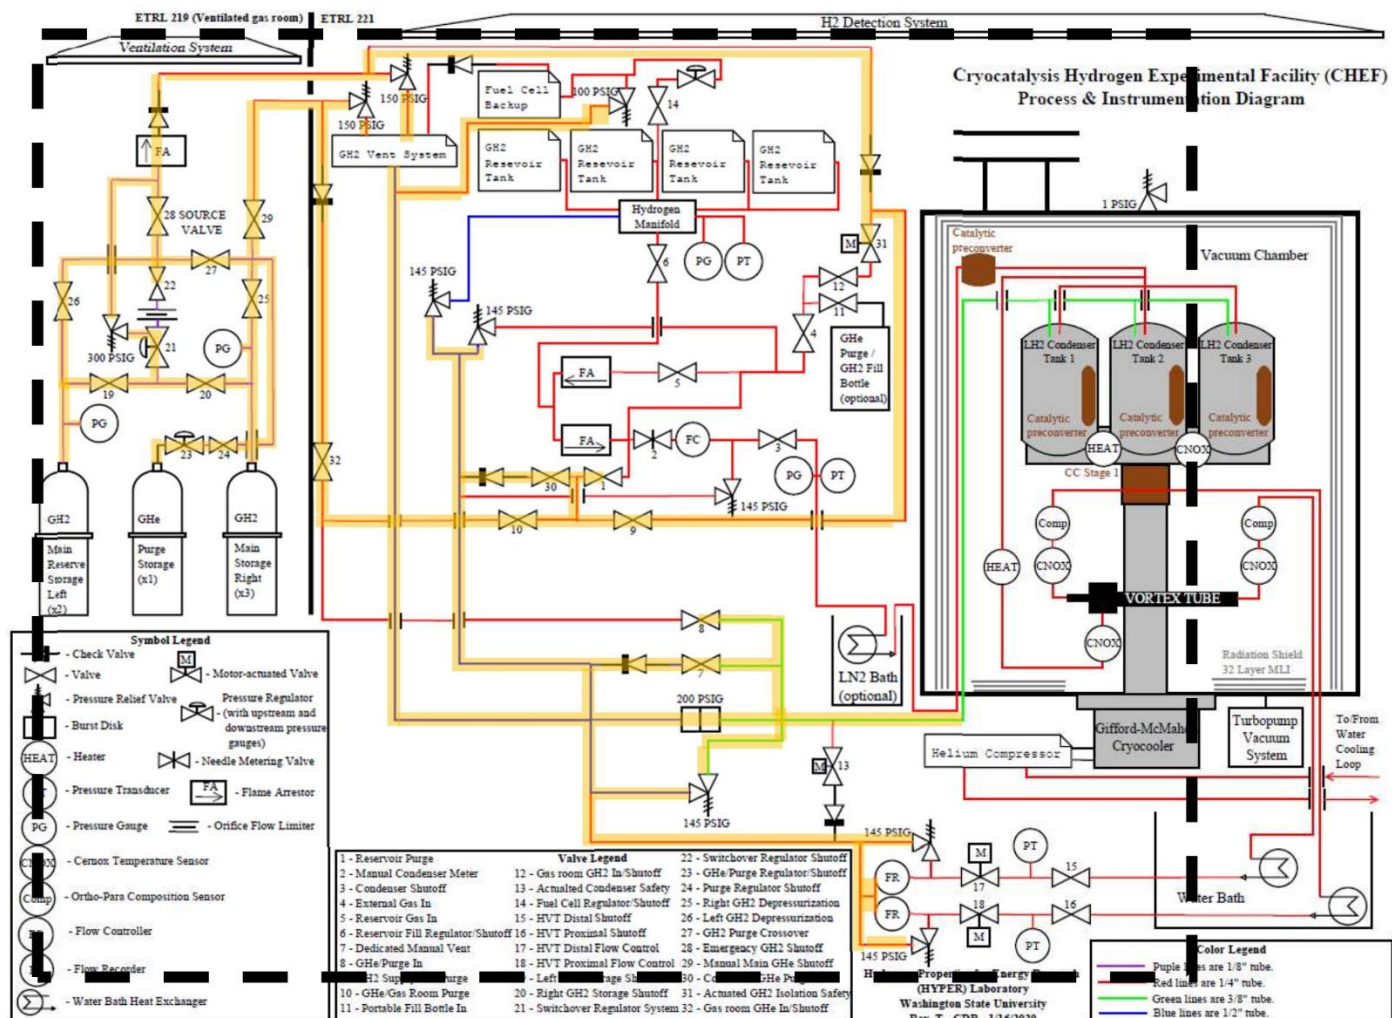 ETRL 219 (Ventilated gas room)
ETRL 221
H2 Detection System
Ventilation System
Cryocatalysis Hydrogen Experimental Facility (CHEF)
Process & Instrumentation Diagram
150 PSIG
150 PSIG
Fuel Cell
Backup
100 PSIG
14
FA
GH2 Vent System
GH2
Resevoir
Tank
GH2
Resevoir
Tank
GH2
Resevoir
Tank
GH2
Resevoir
Tank
1 PSIG
28 SOURCE
VALVE
29
Hydrogen
Manifold
M
31
Catalytic
preconverter
Vacuum Chamber
27
26
22
25
145 PSIG
6
PG
PT
12
11
145 PSIG
4
300 PSIG
21
PG
GHe
Purge /
GH2 Fill
Bottle
(optional)
LH2 Condenser
Tank 1
LH2 Condenser
Tank 2
LH2 Condenser
Tank 3
FA
5
19
20
PG
Catalytic
preconverter
Catalytic
preconverter
Catalytic
preconverter
FA
2
FC
3
HEAT
CNOX
23
24
32
30
1
PG
PT
CC Stage 1
145 PSIG
10
9
GH2
GHe
GH2
Main
Reserve
Storage
Left
(x2)
Purge
Storage
(x1)
Main
Storage
Right
(x3)
Comp
Comp
HEAT
CNOX
CNOX
VORTEX TUBE
8
CNOX
7
LN2 Bath
(optional)
Radiation Shield
32 Layer MLI
200 PSIG
M
13
Helium Compressor
Gifford-McMahon
Cryocooler
Turbopump
Vacuum
System
To/From
Water
Cooling
Loop
145 PSIG
145 PSIG
FR
M
17
PT
15
FR
18
M
PT
16
145 PSIG
Water Bath
Symbol Legend
- Check Valve
- Valve
M
- Motor-actuated Valve
- Pressure Relief Valve
- Pressure Regulator
(with upstream and
downstream pressure
gauges)
- Burst Disk
HEAT
- Heater
- Needle Metering Valve
- Pressure Transducer
FA
- Flame Arrestor
PG
- Pressure Gauge
- Orifice Flow Limiter
- Cernox Temperature Sensor
- Ortho-Para Composition Sensor
- Flow Controller
- Flow Recorder
- Water Bath Heat Exchanger
Valve Legend
1 - Reservoir Purge
2 - Manual Condenser Meter
3 - Condenser Shutoff
4 - External Gas In
5 - Reservoir Gas In
6 - Reservoir Fill Regulator/Shutoff
7 - Dedicated Manual Vent
8 - GHe/Purge In
10 - GHe/Gas Room Purge
11 - Portable Fill Bottle In
12 - Gas room GH2 In/Shutoff
13 - Actualted Condenser Safety
14 - Fuel Cell Regulator/Shutoff
15 - HVT Distal Shutoff
16 - HVT Proximal Shutoff
17 - HVT Distal Flow Control
18 - HVT Proximal Flow Control
20 - Right GH2 Storage Shutoff
21 - Switchover Regulator System
22 - Switchover Regulator Shutoff
23 - GHe/Purge Regulator/Shutoff
24 - Purge Regulator Shutoff
25 - Right GH2 Depressurization
26 - Left GH2 Depressurization
27 - GH2 Purge Crossover
28 - Emergency GH2 Shutoff
29 - Manual Main GHe Shutoff
31 - Actuated GH2 Isolation Safety
32 - Gas room GHe In/Shutoff
(HYPER) Laboratory
Washington State University
Color Legend
Puple lines are 1/8" tube.
Red lines are 1/4" tube.
Green lines are 3/8" tube.
Blue lines are 1/2" tube.